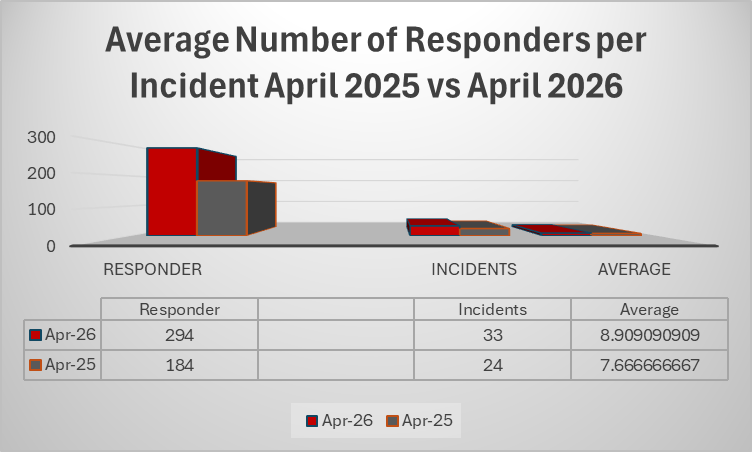 Average Number of Responders per
Incident April 2025 vs April 2026
300
200
100
0
RESPONDER INCIDENTS AVERAGE
Responder Incidents Average
Apr-26 294 33 8.909090909
Apr-25 184 24 7.666666667
Apr-26 Apr-25